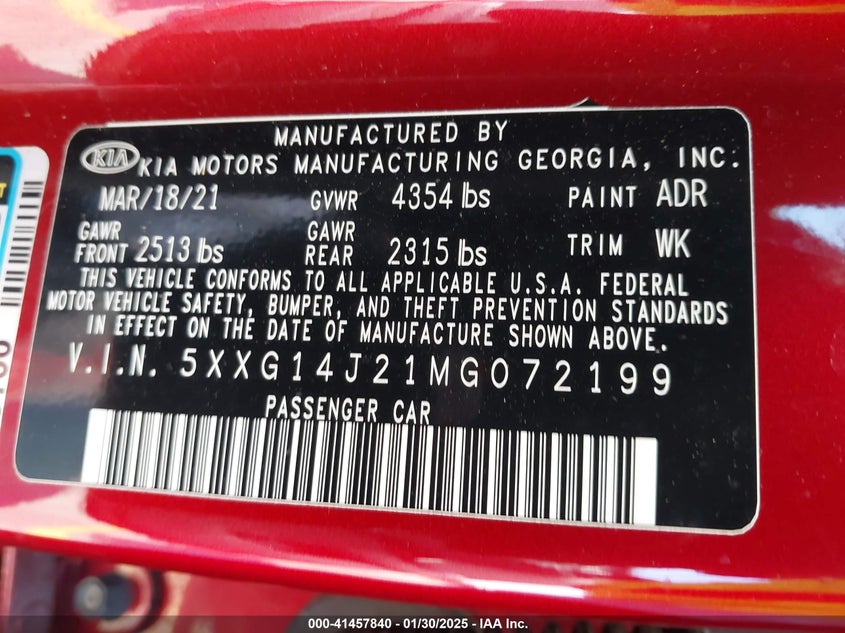 MANUFACTURED BY
KIA KIA MOTORS MANUFACTURING GEORGIA, INC.
MAR/18/21 GVWR 4354 lbs PAINT ADR
GAWR FRONT 2513 lbs GAWR REAR 2315 lbs TRIM WK
THIS VEHICLE CONFORMS TO ALL APPLICABLE U.S.A. FEDERAL
MOTOR VEHICLE SAFETY, BUMPER, AND THEFT PREVENTION STANDARDS
IN EFFECT ON THE DATE OF MANUFACTURE SHOWN ABOVE.
V.I.N. 5XXG14J21MG072199
PASSENGER CAR
000-41457840 - 01/30/2025 - IAA Inc.